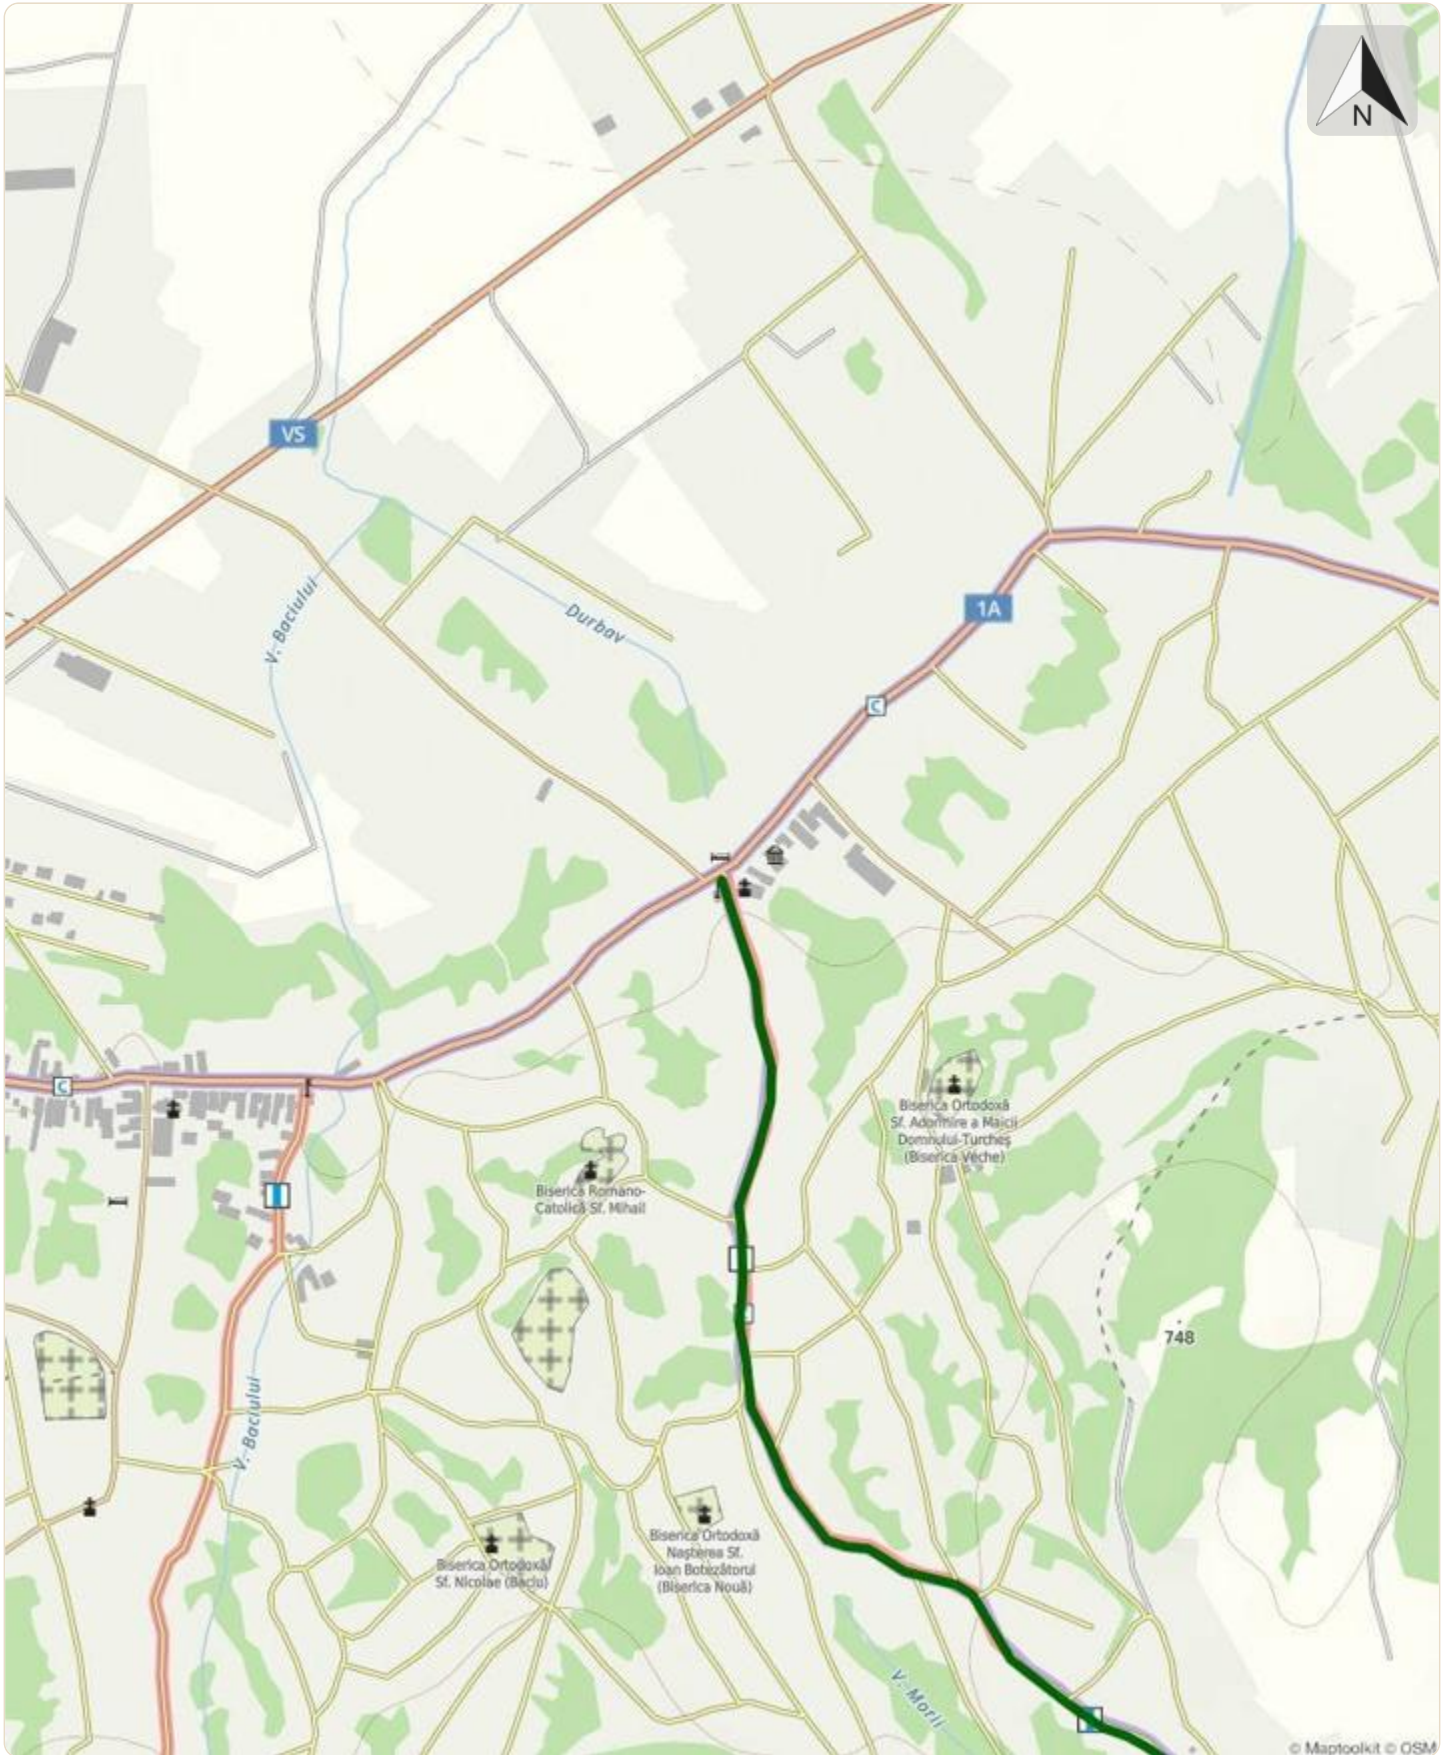 N
VS
V. Baciului
Durbav
1A
C
C
Biserica Ortodoxă
Sf. Adormire a Maicii
Domnului-Turcheș
(Biserica Veche)
Biserica Romano-
Catolică Sf. Mihail
748
V. Baciului
Biserica Ortodoxă
Nașterea Sf.
Ioan Botezătorul
(Biserica Nouă)
Biserica Ortodoxă
Sf. Nicolae (Baciu)
V. Morii
© Maptoolkit © OSM